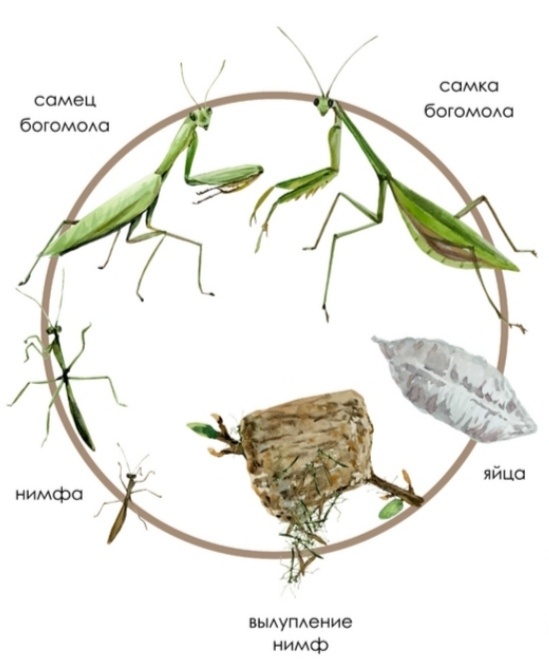 самец
богомола
самка
богомола
яйца
нимфа
вылупление
нимф